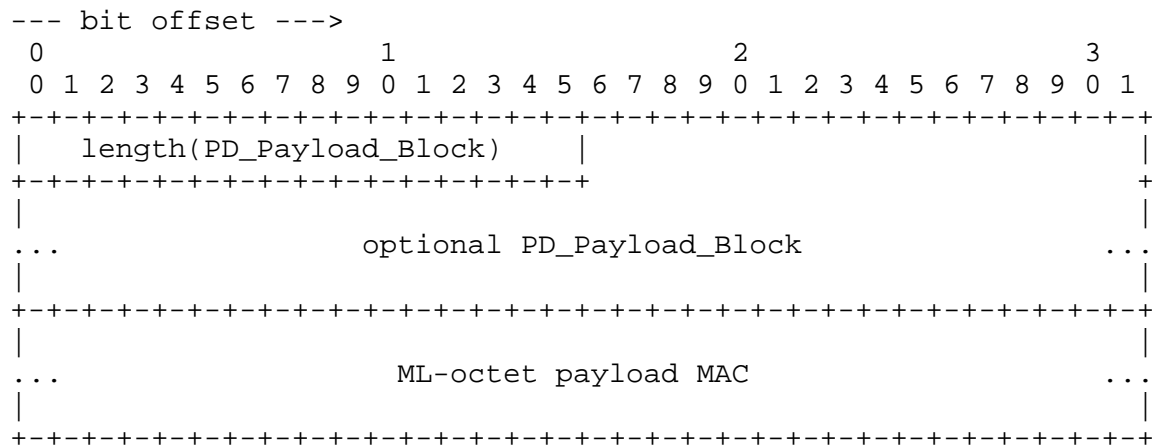 --- bit offset --->
 0                   1                   2                   3
 0 1 2 3 4 5 6 7 8 9 0 1 2 3 4 5 6 7 8 9 0 1 2 3 4 5 6 7 8 9 0 1
+-+-+-+-+-+-+-+-+-+-+-+-+-+-+-+-+-+-+-+-+-+-+-+-+-+-+-+-+-+-+-+-+
|   length(PD_Payload_Block)    |                               |
+-+-+-+-+-+-+-+-+-+-+-+-+-+-+-+-+                               +
|                                                               |
...                 optional PD_Payload_Block                 ...
|                                                               |
+-+-+-+-+-+-+-+-+-+-+-+-+-+-+-+-+-+-+-+-+-+-+-+-+-+-+-+-+-+-+-+-+
|                                                               |
...                   ML-octet payload MAC                    ...
|                                                               |
+-+-+-+-+-+-+-+-+-+-+-+-+-+-+-+-+-+-+-+-+-+-+-+-+-+-+-+-+-+-+-+-+